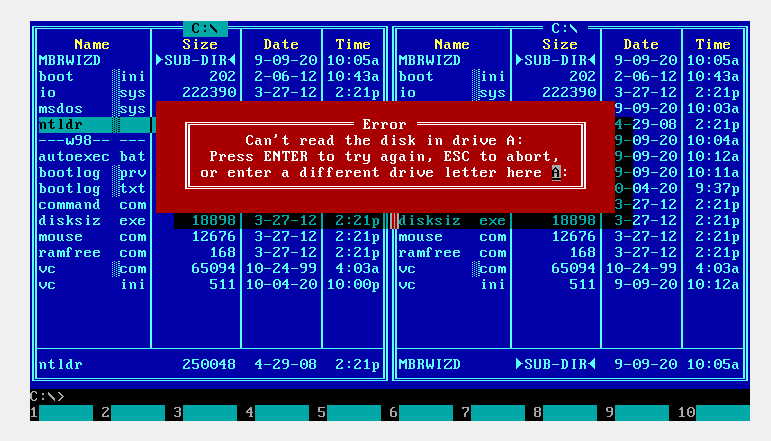 C:\ C:\
Name Size Date Time Name Size Date Time
MBRWIZD ►SUB-DIR◄ 9-09-20 10:05a MBRWIZD ►SUB-DIR◄ 9-09-20 10:05a
boot ░ini 202 2-06-12 10:43a boot ░ini 202 2-06-12 10:43a
io ░sys 222390 3-27-12 2:21p io ░sys 222390 3-27-12 2:21p
msdos ░sys 9-09-20 10:03a
ntldr ░ Error 4-29-08 2:21p
---w98-- --- Can't read the disk in drive A: 9-09-20 10:04a
autoexec bat Press ENTER to try again, ESC to abort, 9-09-20 10:12a
bootlog ░prv or enter a different drive letter here A: 9-09-20 10:11a
bootlog ░txt 0-04-20 9:37p
command com 3-27-12 2:21p
disksiz exe 18898 3-27-12 2:21p disksiz exe 18898 3-27-12 2:21p
mouse com 12676 3-27-12 2:21p mouse com 12676 3-27-12 2:21p
ramfree com 168 3-27-12 2:21p ramfree com 168 3-27-12 2:21p
vc ░com 65094 10-24-99 4:03a vc ░com 65094 10-24-99 4:03a
vc ini 511 10-04-20 10:00p vc ini 511 9-09-20 10:12a
ntldr 250048 4-29-08 2:21p MBRWIZD ►SUB-DIR◄ 9-09-20 10:05a
C:\>
1 2 3 4 5 6 7 8 9 10